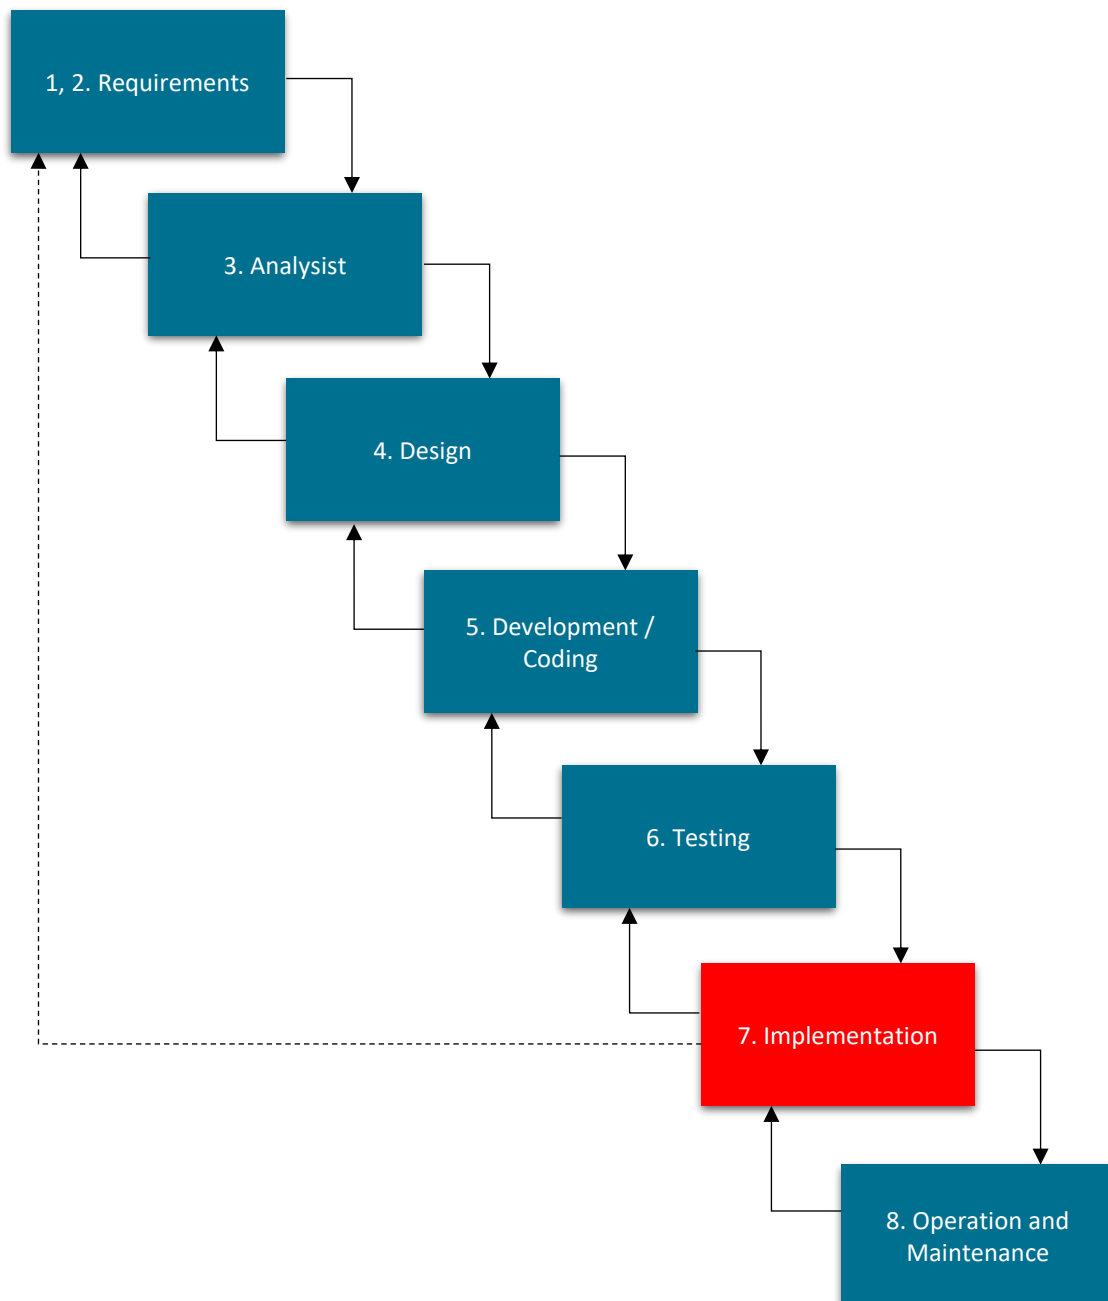 1, 2. Requirements
3. Analysist
4. Design
5. Development /
Coding
6. Testing
7. Implementation
8. Operation and
Maintenance